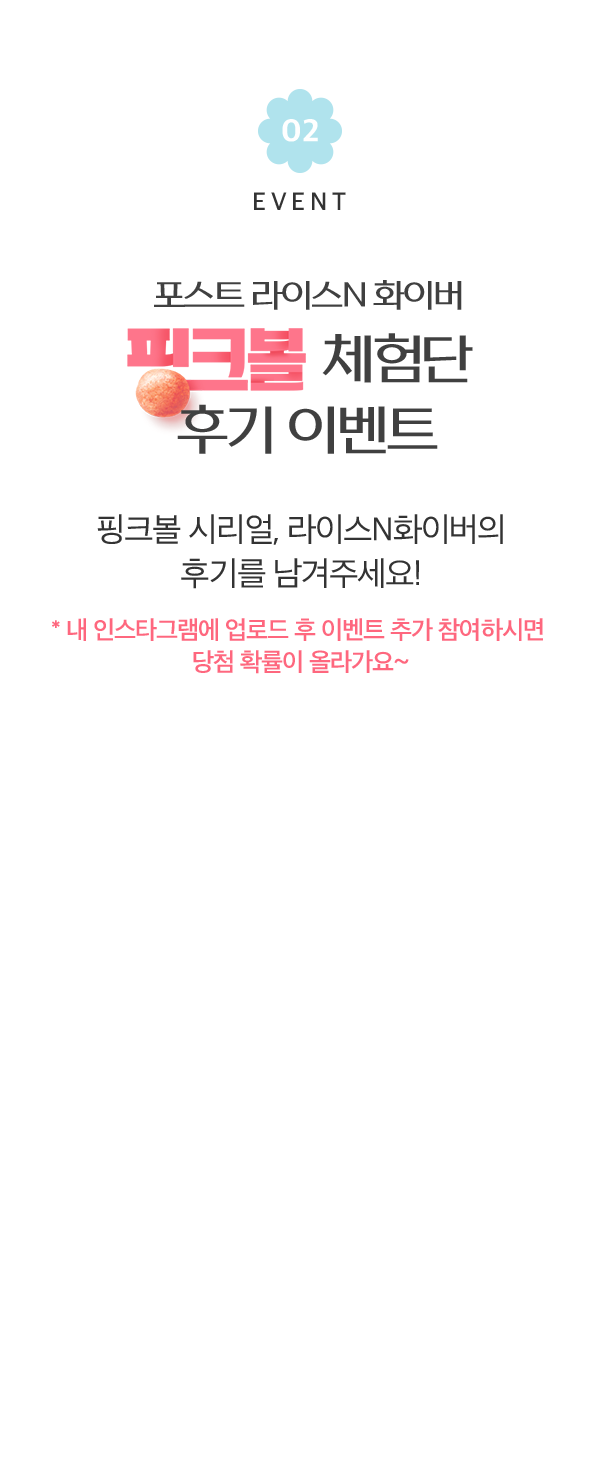 02
EVENT
포스트 라이스N 화이버
핑크볼 체험단
후기 이벤트
핑크볼 시리얼, 라이스N화이버의
후기를 남겨주세요!
* 내 인스타그램에 업로드 후 이벤트 추가 참여하시면
당첨 확률이 올라가요~